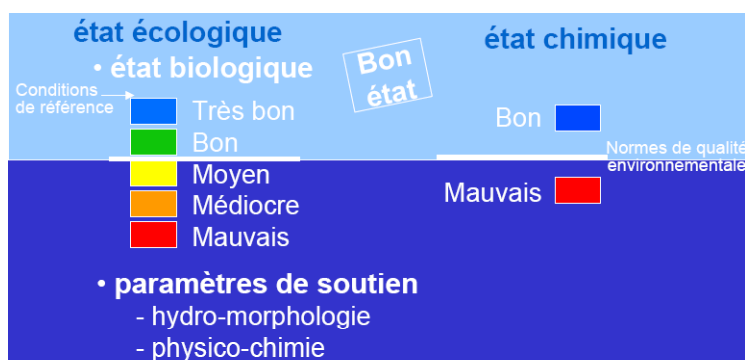 état écologique
• état biologique
Conditions
de référence
Très bon
Bon
Moyen
Médiocre
Mauvais
• paramètres de soutien
- hydro-morphologie
- physico-chimie
Bon
état
état chimique
Bon
Normes de qualité
environnementale
Mauvais